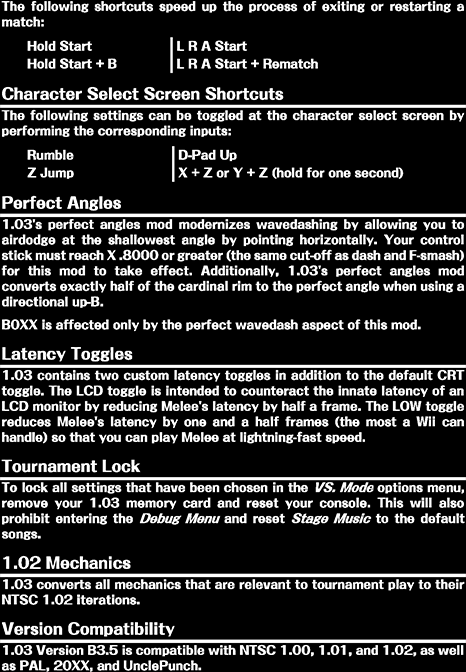 The following shortcuts speed up the process of exiting or restarting a
match:
Hold Start L R A Start
Hold Start + B L R A Start + Rematch
Character Select Screen Shortcuts
The following settings can be toggled at the character select screen by
performing the corresponding inputs:
Rumble D-Pad Up
Z Jump X + Z or Y + Z (hold for one second)
Perfect Angles
1.03's perfect angles mod modernizes wavedashing by allowing you to
airdodge at the shallowest angle by pointing horizontally. Your control
stick must reach X .8000 or greater (the same cut-off as dash and F-smash)
for this mod to take effect. Additionally, 1.03's perfect angles mod
converts exactly half of the cardinal rim to the perfect angle when using a
directional up-B.
B0XX is affected only by the perfect wavedash aspect of this mod.
Latency Toggles
1.03 contains two custom latency toggles in addition to the default CRT
toggle. The LCD toggle is intended to counteract the innate latency of an
LCD monitor by reducing Melee's latency by half a frame. The LOW toggle
reduces Melee's latency by one and a half frames (the most a Wii can
handle) so that you can play Melee at lightning-fast speed.
Tournament Lock
To lock all settings that have been chosen in the VS. Mode options menu,
remove your 1.03 memory card and reset your console. This will also
prohibit entering the Debug Menu and reset Stage Music to the default
songs.
1.02 Mechanics
1.03 converts all mechanics that are relevant to tournament play to their
NTSC 1.02 iterations.
Version Compatibility
1.03 Version B3.5 is compatible with NTSC 1.00, 1.01, and 1.02, as well
as PAL, 20XX, and UnclePunch.